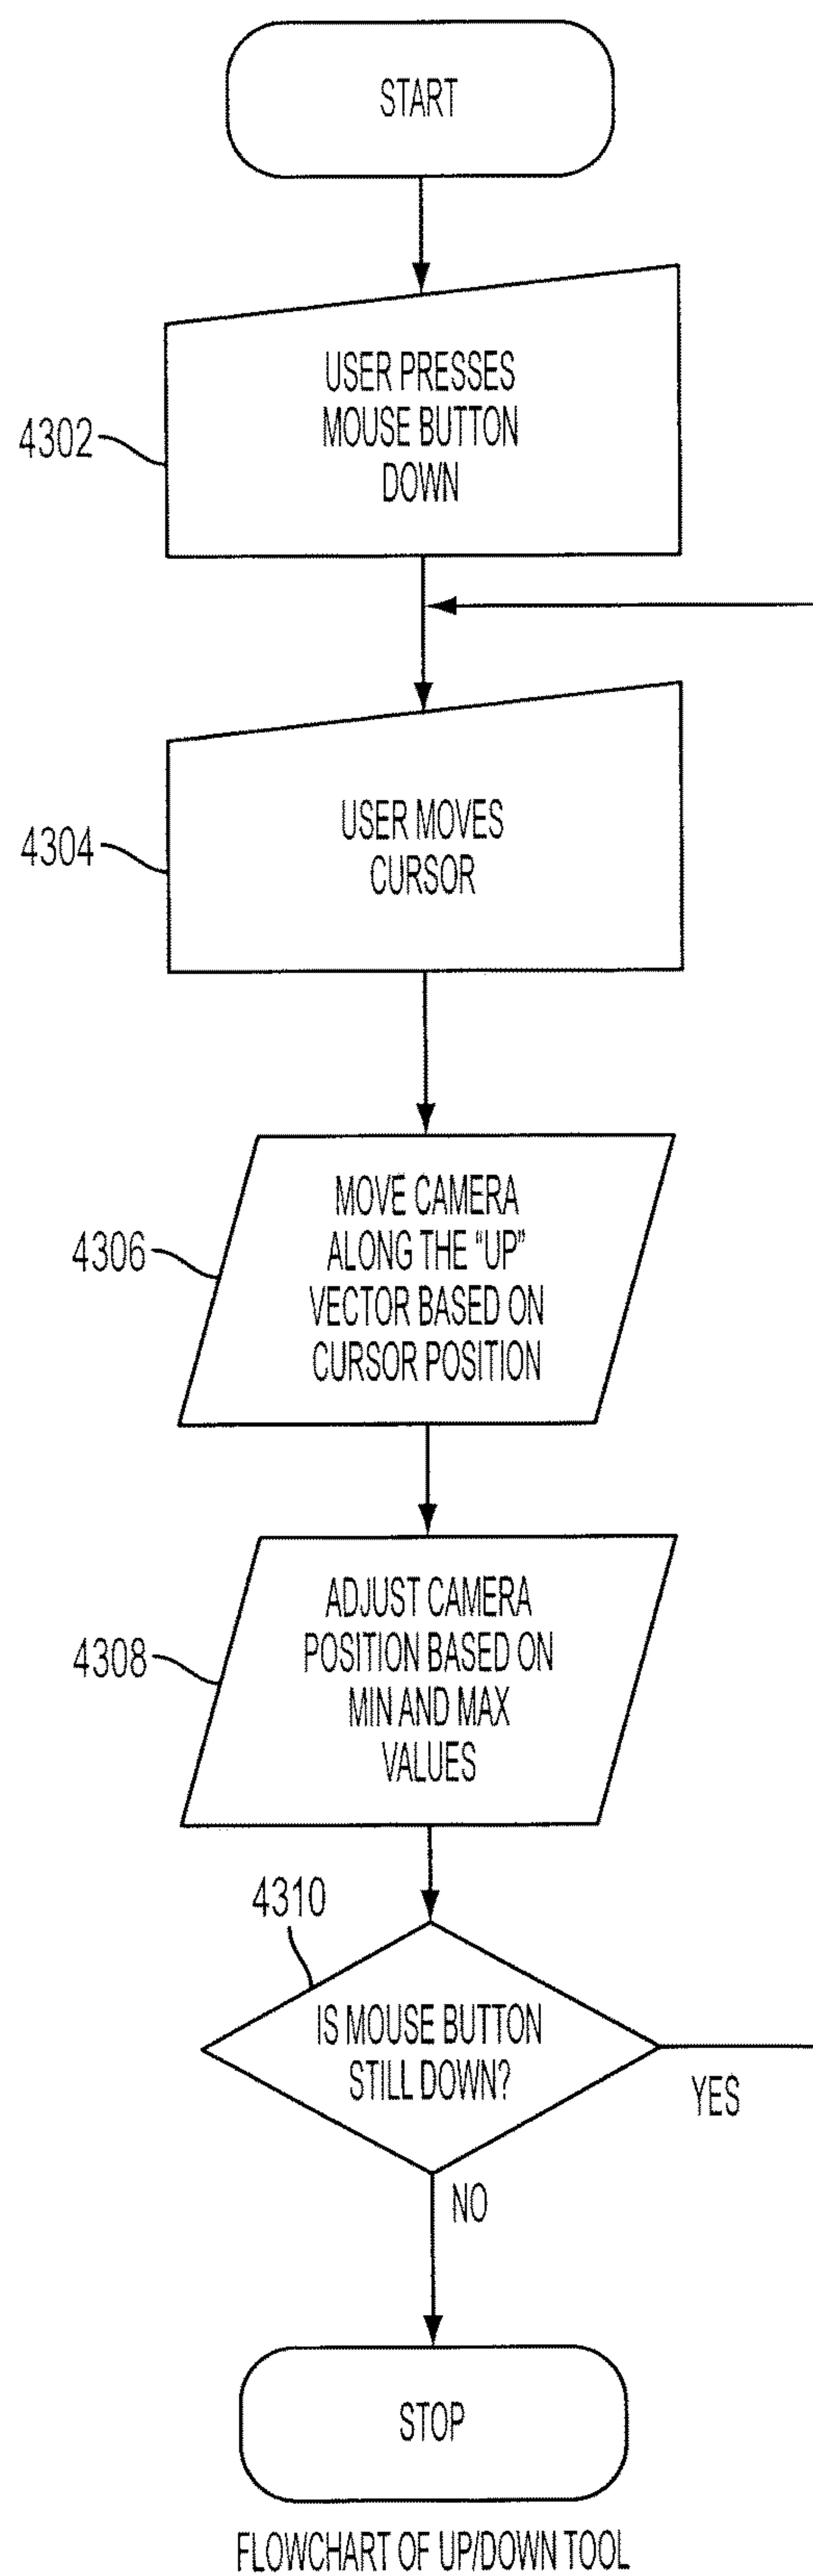 START
USER PRESSES
MOUSE BUTTON
DOWN
4302
USER MOVES
CURSOR
4304
MOVE CAMERA
ALONG THE "UP"
VECTOR BASED ON
CURSOR POSITION
4306
ADJUST CAMERA
POSITION BASED ON
MIN AND MAX
VALUES
4308
4310
IS MOUSE BUTTON
STILL DOWN?
YES
NO
STOP
FLOWCHART OF UP/DOWN TOOL